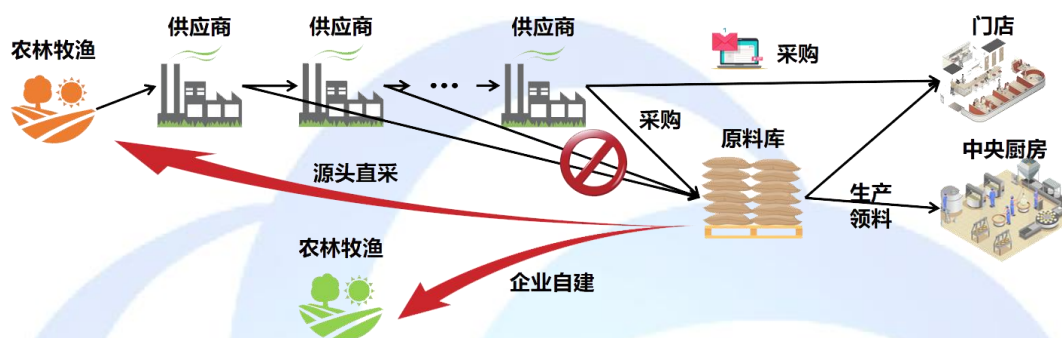 供应商
供应商
供应商
门店
农林牧渔
采购
...
采购
原料库
中央厨房
源头直采
生产
领料
农林牧渔
企业自建